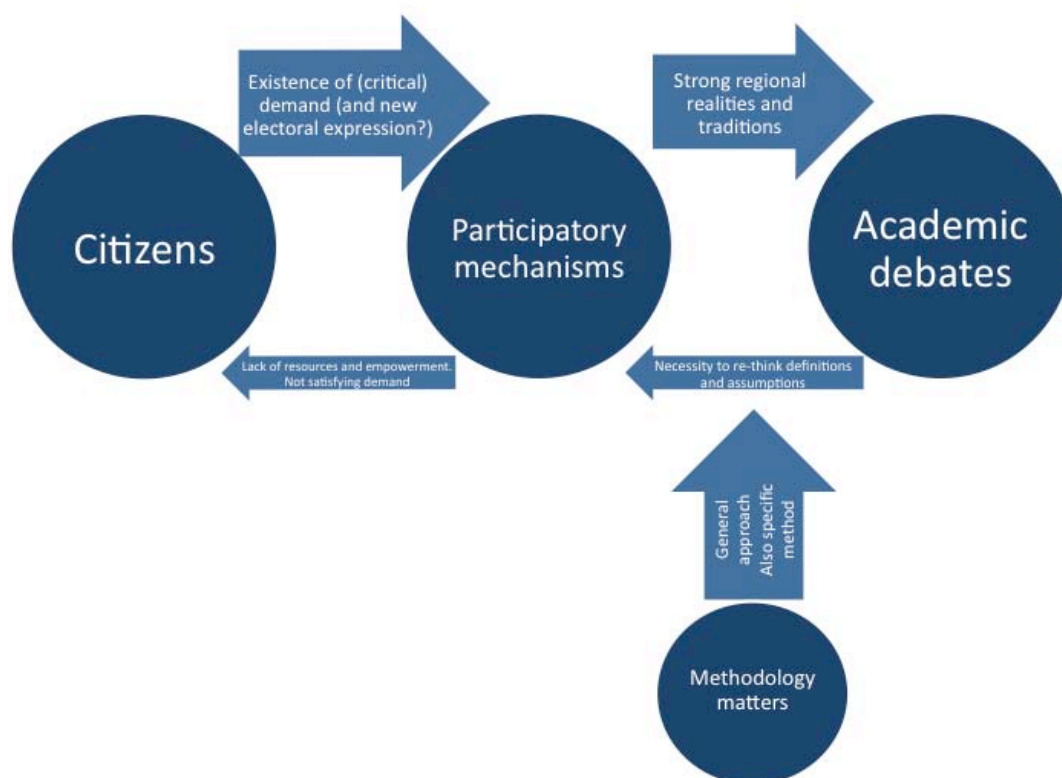 Existence of (critical)
demand (and new
electoral expression?)
Strong regional
realities and
traditions
Citizens
Participatory
mechanisms
Academic
debates
Lack of resources and empowerment.
Not satisfying demand
Necessity to re-think definitions
and assumptions
General
approach
Also specific
method
Methodology
matters